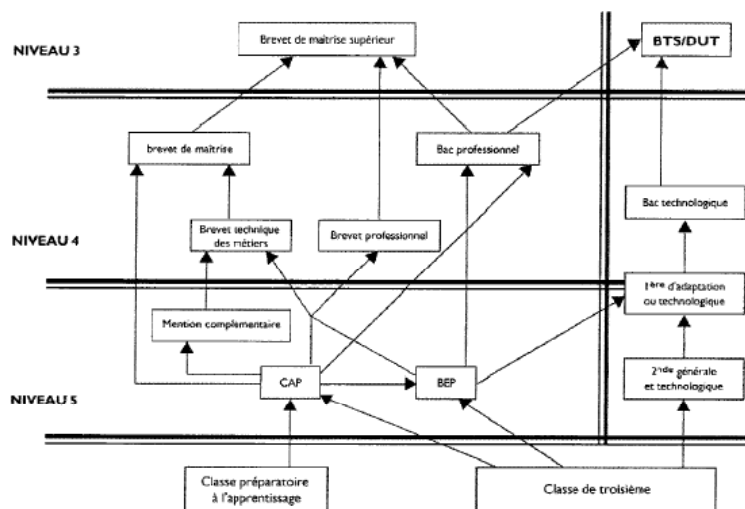 NIVEAU 3
Brevet de maîtrise supérieur
BTS/DUT
brevet de maîtrise
Bac professionnel
NIVEAU 4
Brevet technique
des métiers
Brevet professionnel
Bac technologique
1ère d'adaptation
ou technologique
Mention complementaire
CAP
BEP
2nde générale
et technologique
NIVEAU 5
Classe préparatoire
à l'apprentissage
Classe de troisième